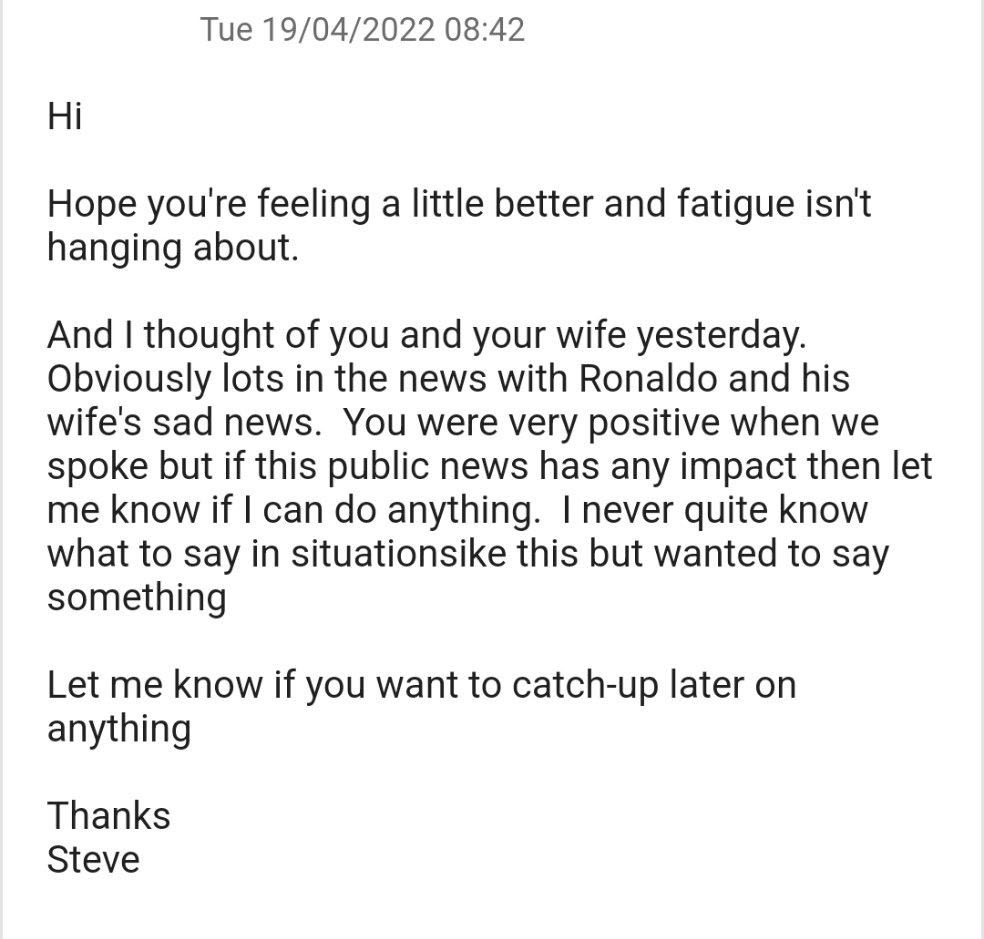 Tue 19/04/2022 08:42
Hi
Hope you're feeling a little better and fatigue isn't
hanging about.
And I thought of you and your wife yesterday.
Obviously lots in the news with Ronaldo and his
wife's sad news.  You were very positive when we
spoke but if this public news has any impact then let
me know if I can do anything.  I never quite know
what to say in situationsike this but wanted to say
something
Let me know if you want to catch-up later on
anything
Thanks
Steve